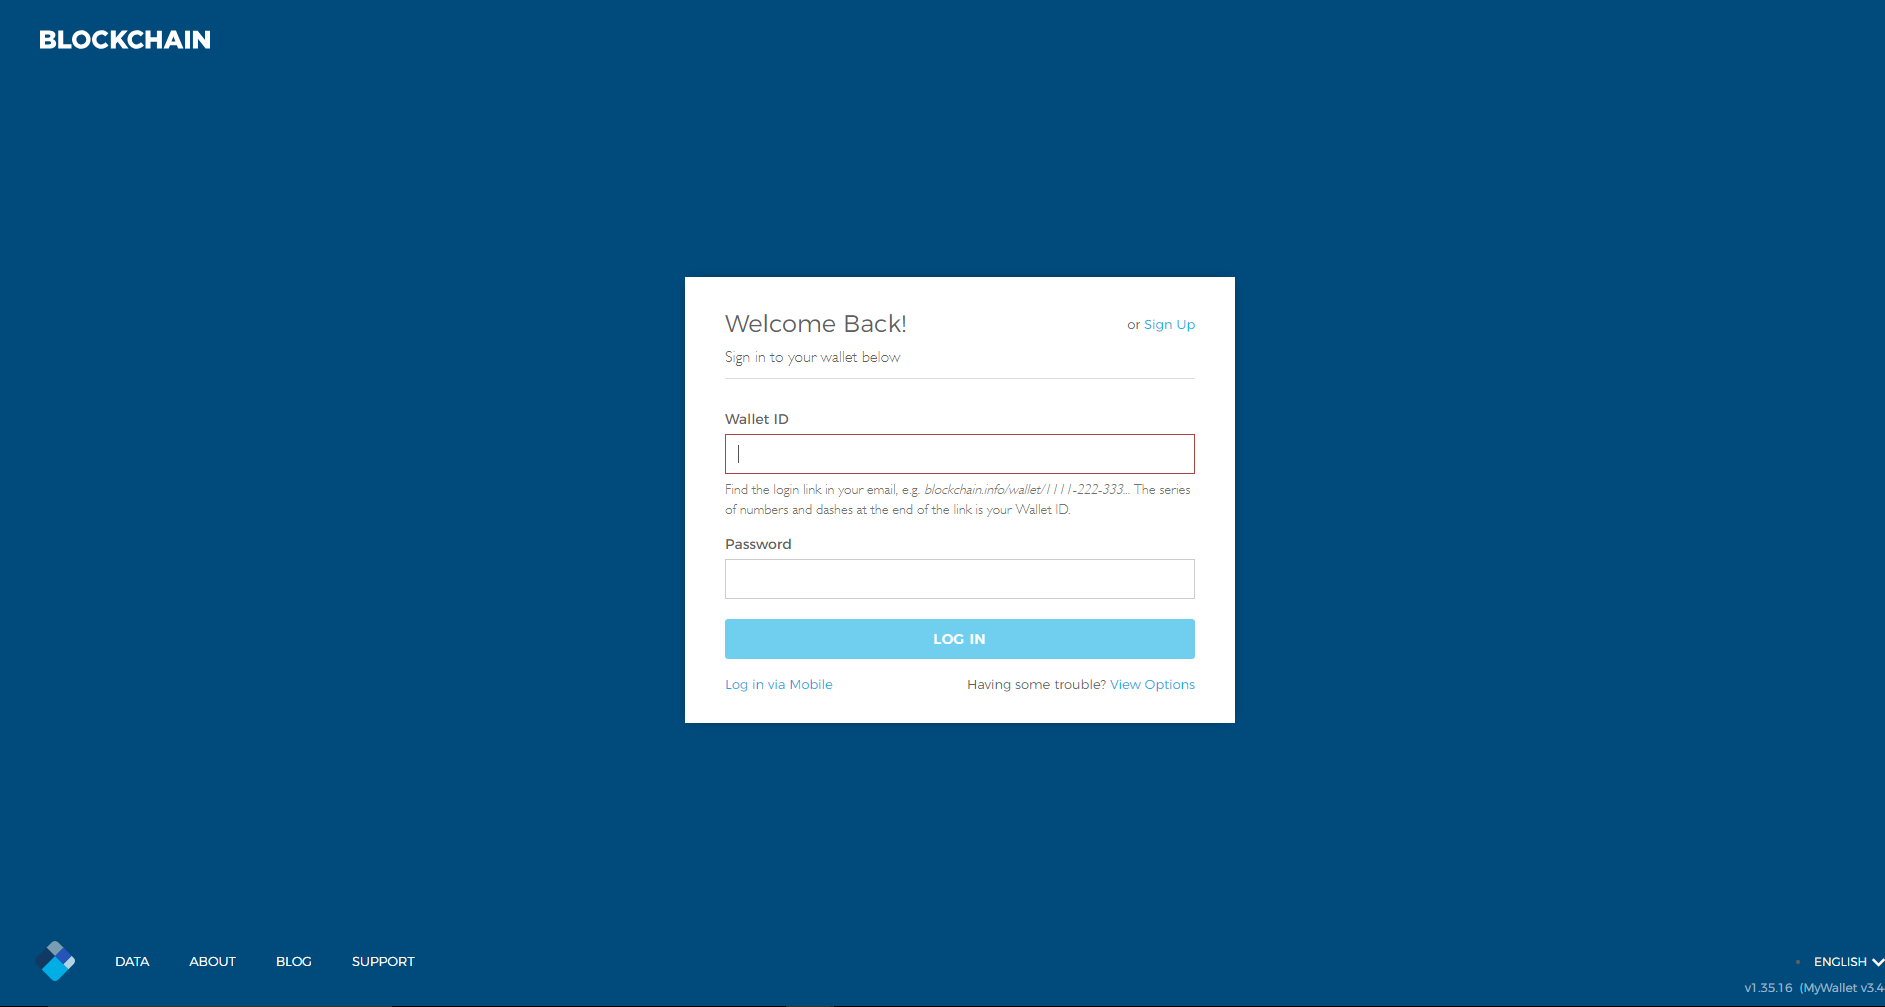 BLOCKCHAIN
Welcome Back!
or Sign Up
Sign in to your wallet below
Wallet ID
Find the login link in your email, e.g. blockchain.info/wallet/1111-222-333... The series
of numbers and dashes at the end of the link is your Wallet ID.
Password
LOG IN
Log in via Mobile
Having some trouble? View Options
DATA
ABOUT
BLOG
SUPPORT
ENGLISH
v1.35.16 (MyWallet v3.4